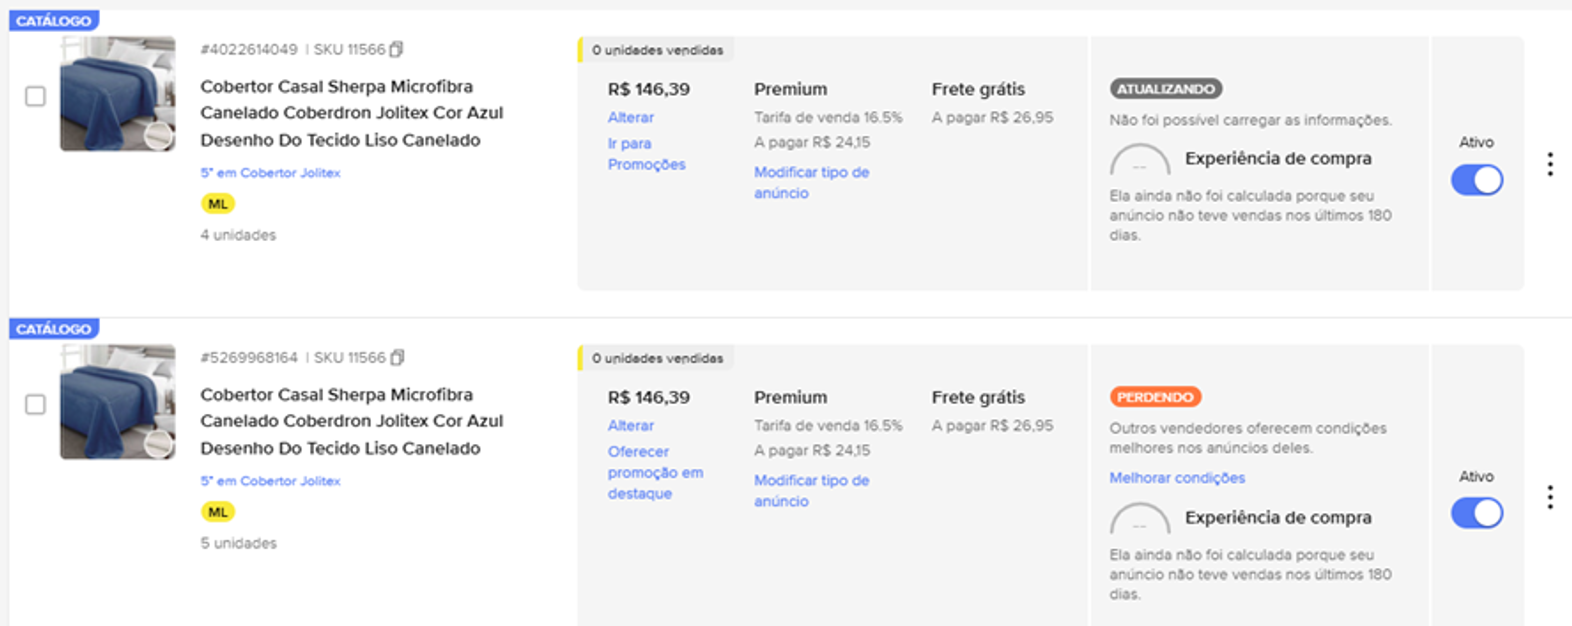 CATÁLOGO
#4022614049 | SKU 11566
Cobertor Casal Sherpa Microfibra
Canelado Coberdron Jolitex Cor Azul
Desenho Do Tecido Liso Canelado
5° em Cobertor Jolitex
ML
4 unidades
0 unidades vendidas
R$ 146,39
Alterar
Ir para
Promoções
Premium
Tarifa de venda 16.5%
A pagar R$ 24,15
Modificar tipo de
anúncio
Frete grátis
A pagar R$ 26,95
ATUALIZANDO
Não foi possível carregar as informações.
--
Experiência de compra
Ela ainda não foi calculada porque seu
anúncio não teve vendas nos últimos 180
dias.
Ativo
CATÁLOGO
#5269968164 | SKU 11566
Cobertor Casal Sherpa Microfibra
Canelado Coberdron Jolitex Cor Azul
Desenho Do Tecido Liso Canelado
5° em Cobertor Jolitex
ML
5 unidades
0 unidades vendidas
R$ 146,39
Alterar
Oferecer
promoção em
destaque
Premium
Tarifa de venda 16.5%
A pagar R$ 24,15
Modificar tipo de
anúncio
Frete grátis
A pagar R$ 26,95
PERDENDO
Outros vendedores oferecem condições
melhores nos anúncios deles.
Melhorar condições
--
Experiência de compra
Ela ainda não foi calculada porque seu
anúncio não teve vendas nos últimos 180
dias.
Ativo